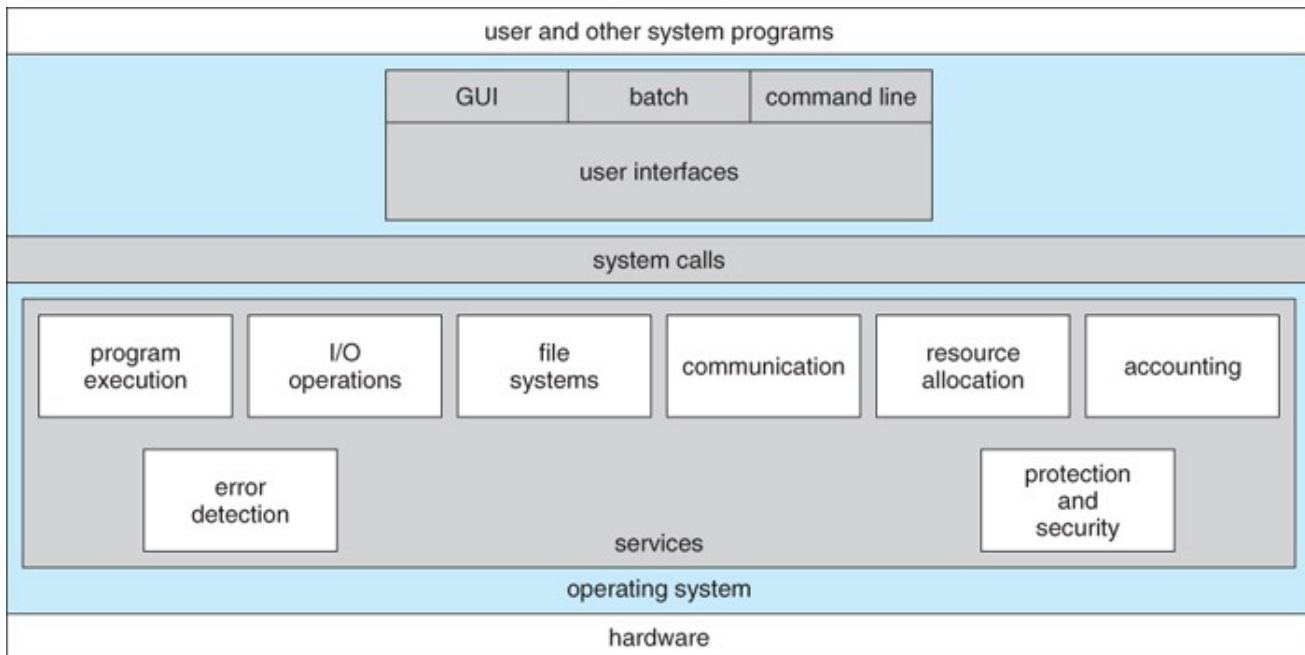 user and other system programs
GUI
batch
command line
user interfaces
system calls
program
execution
I/O
operations
file
systems
communication
resource
allocation
accounting
error
detection
protection
and
security
services
operating system
hardware